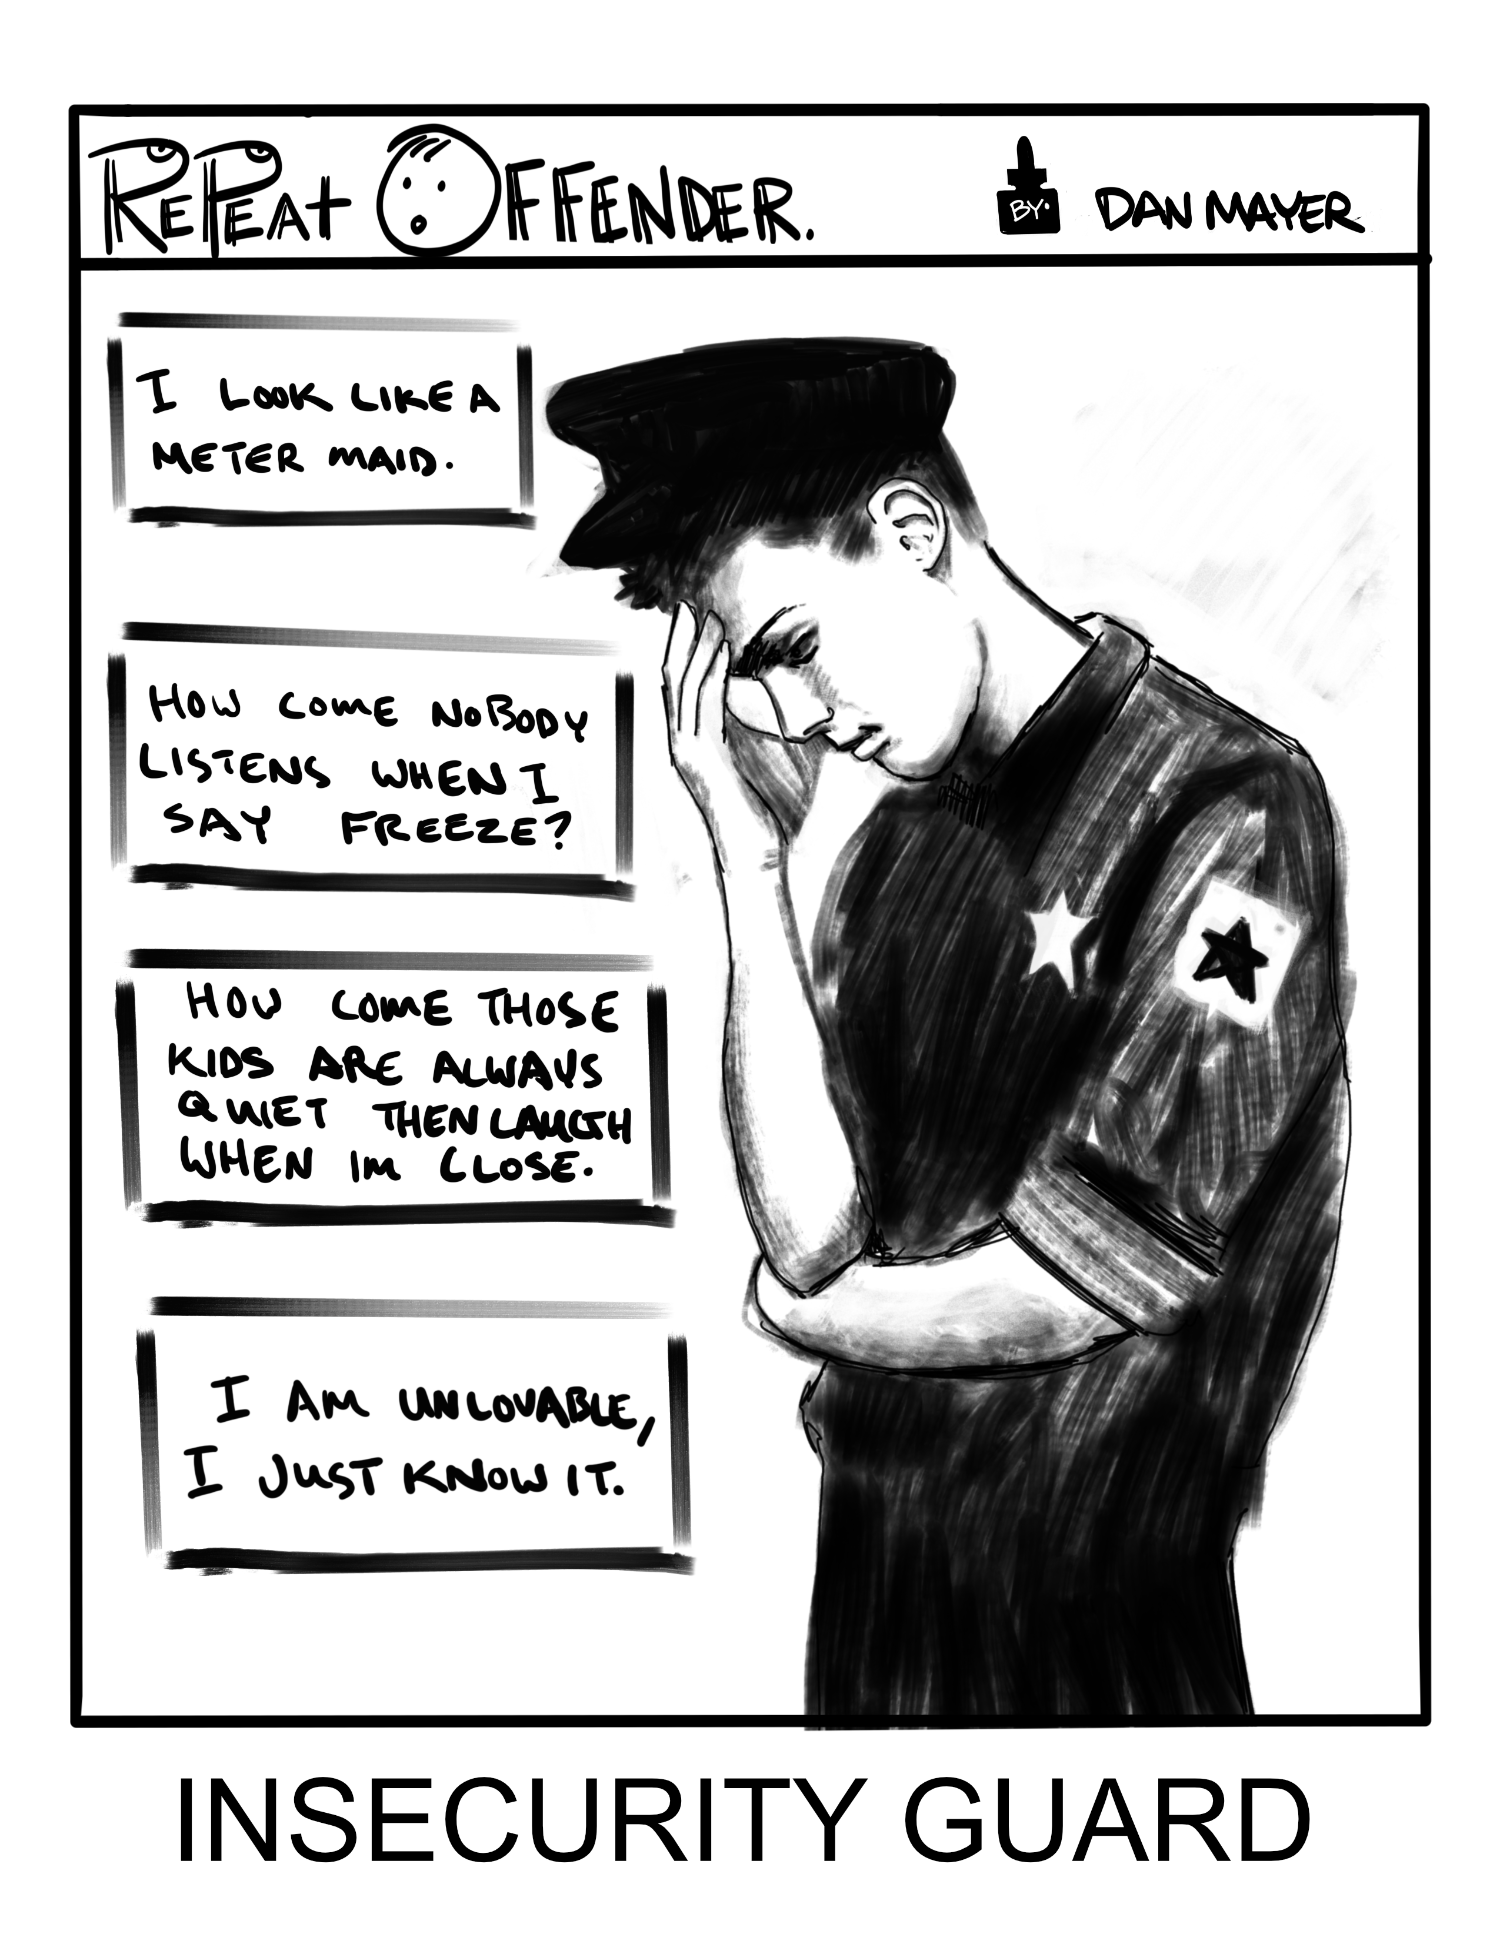 RePeat OFFENDER.
BY.
DAN MAYER
I LOOK LIKE A
METER MAID.
HOW COME NOBODY
LISTENS WHEN I
SAY FREEZE?
HOW COME THOSE
KIDS ARE ALWAYS
QUIET THEN LAUGH
WHEN IM CLOSE.
I AM UNLOVABLE,
I JUST KNOW IT.
INSECURITY GUARD